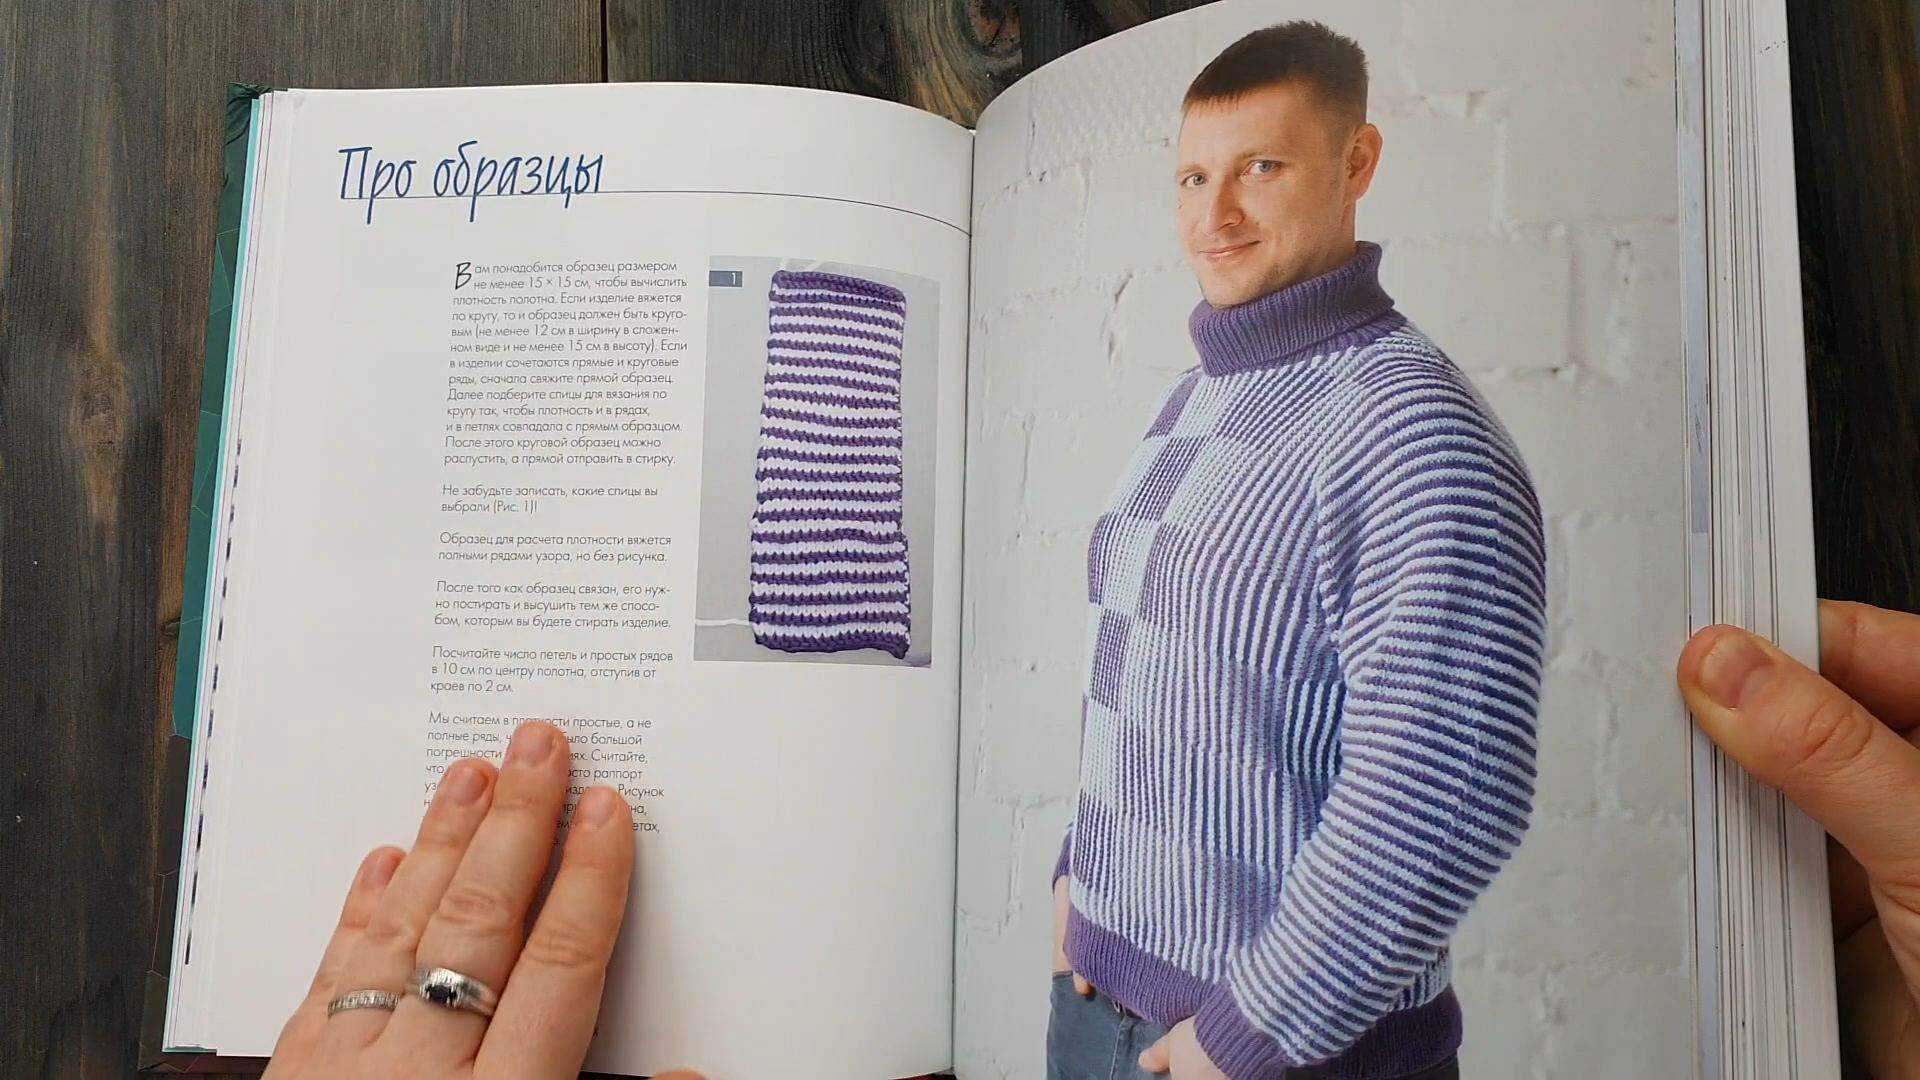 Про образцы
Вам понадобится образец размером
не менее 15 × 15 см, чтобы вычислить
плотность полотна. Если изделие вяжется
по кругу, то и образец должен быть круго-
вым (не менее 12 см в ширину в сложен-
ном виде и не менее 15 см в высоту). Если
в изделии сочетаются прямые и круговые
ряды, сначала свяжите прямой образец.
Далее подберите спицы для вязания по
кругу так, чтобы плотность и в рядах,
и в петлях совпадала с прямым образцом.
После этого круговой образец можно
распустить, а прямой отправить в стирку.
Не забудьте записать, какие спицы вы
выбрали (Рис. 1)!
Образец для расчета плотности вяжется
полными рядами узора, но без рисунка.
После того как образец связан, его нуж-
но постирать и высушить тем же спосо-
бом, которым вы будете стирать изделие.
Посчитайте число петель и простых рядов
в 10 см по центру полотна, отступив от
краев по 2 см.
Мы считаем в плотности простые, а не
полные ряды, было большой
погрешности Считайте,
что раппорт
Рисунок
1